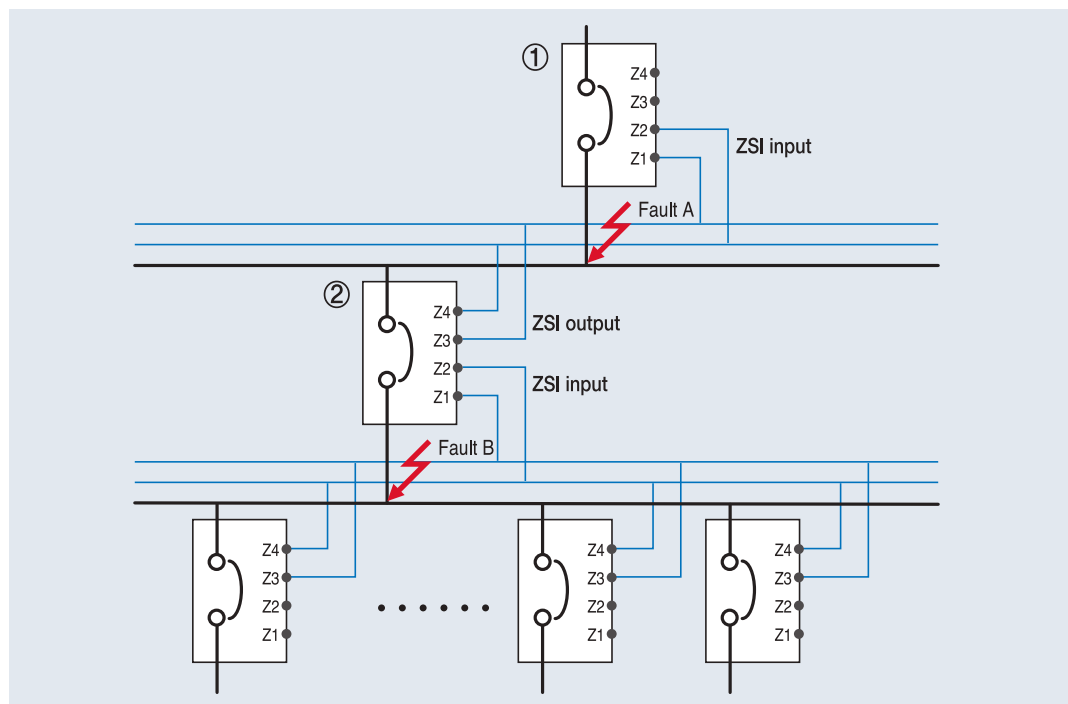 ①
Z4
Z3
Z2
Z1
ZSI input
Fault A
②
Z4
Z3
Z2
Z1
ZSI output
ZSI input
Fault B
Z4
Z3
Z2
Z1
Z4
Z3
Z2
Z1
Z4
Z3
Z2
Z1